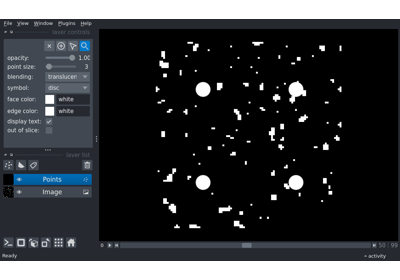 File View Window Plugins Help
layer controls
opacity: 1.00
point size: 3
blending: translucen
symbol: disc
face color: white
edge color: white
display text:
out of slice:
layer list
Points
Image
0 50 99
Ready activity